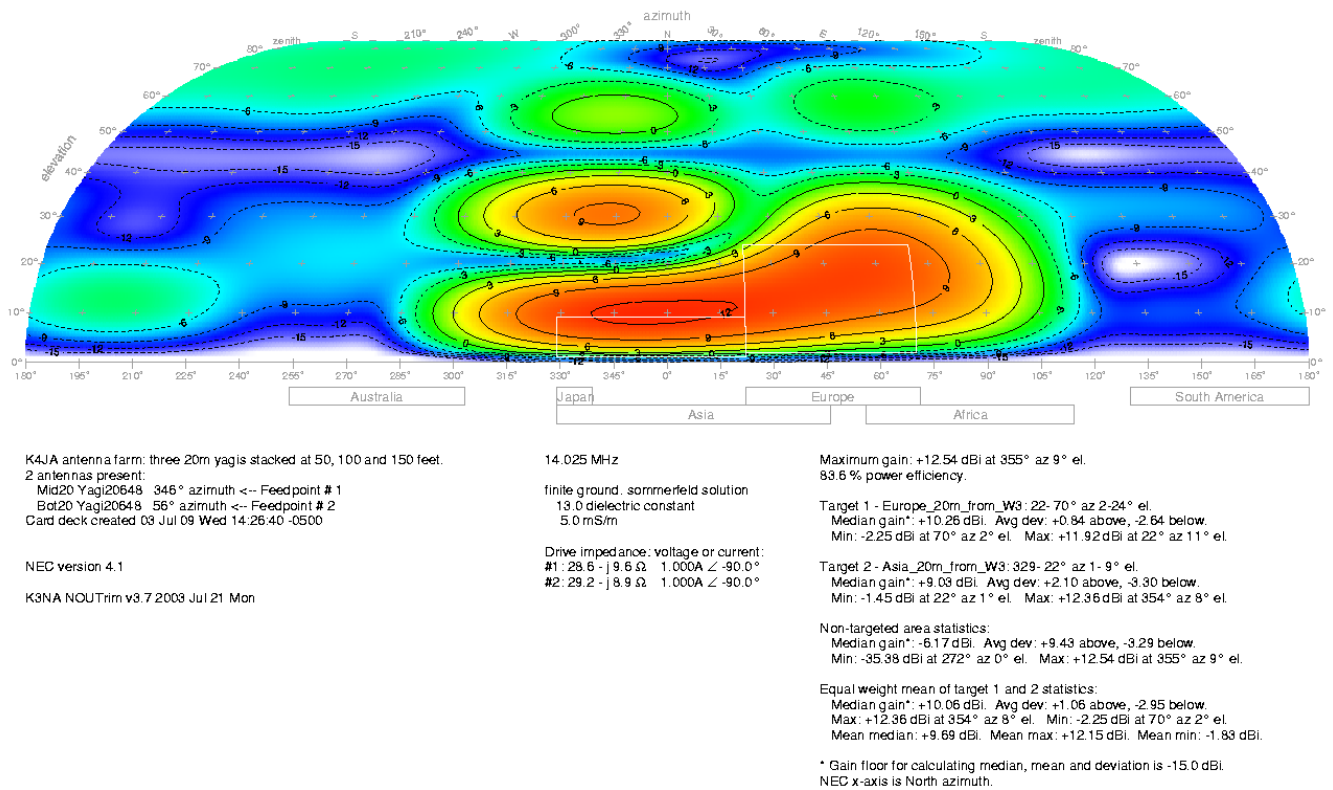 azimuth
zenith S 210° 240° W 300° 330° N 30° 60° E 120° 150° S zenith
80° 80°
70° 70°
60° 60°
50° 50°
40° 40°
30° 30°
20° 20°
10° 10°
0° 0°
elevation
180° 195° 210° 225° 240° 255° 270° 285° 300° 315° 330° 345° 0° 15° 30° 45° 60° 75° 90° 105° 120° 135° 150° 165° 180°
Australia Japan Europe South America
Asia Africa
K4JA antenna farm: three 20m yagis stacked at 50, 100 and 150 feet.
2 antennas present:
Mid20 Yagi20648 346° azimuth <-- Feedpoint # 1
Bot20 Yagi20648 56° azimuth <-- Feedpoint # 2
Card deck created 03 Jul 09 Wed 14:26:40 -0500
NEC version 4.1
K3NA NOUTrim v3.7 2003 Jul 21 Mon
14.025 MHz
finite ground. sommerfeld solution
13.0 dielectric constant
5.0 mS/m
Drive impedance: voltage or current:
#1: 28.6 - j 9.6 Ω 1.000A ∠ -90.0°
#2: 29.2 - j 8.9 Ω 1.000A ∠ -90.0°
Maximum gain: +12.54 dBi at 355° az 9° el.
83.6 % power efficiency.
Target 1 - Europe_20m_from_W3: 22- 70° az 2-24° el.
Median gain*: +10.26 dBi. Avg dev: +0.84 above, -2.64 below.
Min: -2.25 dBi at 70° az 2° el. Max: +11.92 dBi at 22° az 11° el.
Target 2 - Asia_20m_from_W3: 329- 22° az 1- 9° el.
Median gain*: +9.03 dBi. Avg dev: +2.10 above, -3.30 below.
Min: -1.45 dBi at 22° az 1° el. Max: +12.36 dBi at 354° az 8° el.
Non-targeted area statistics:
Median gain*: -6.17 dBi. Avg dev: +9.43 above, -3.29 below.
Min: -35.38 dBi at 272° az 0° el. Max: +12.54 dBi at 355° az 9° el.
Equal weight mean of target 1 and 2 statistics:
Median gain*: +10.06 dBi. Avg dev: +1.06 above, -2.95 below.
Max: +12.36 dBi at 354° az 8° el. Min: -2.25 dBi at 70° az 2° el.
Mean median: +9.69 dBi. Mean max: +12.15 dBi. Mean min: -1.83 dBi.
* Gain floor for calculating median, mean and deviation is -15.0 dBi.
NEC x-axis is North azimuth.